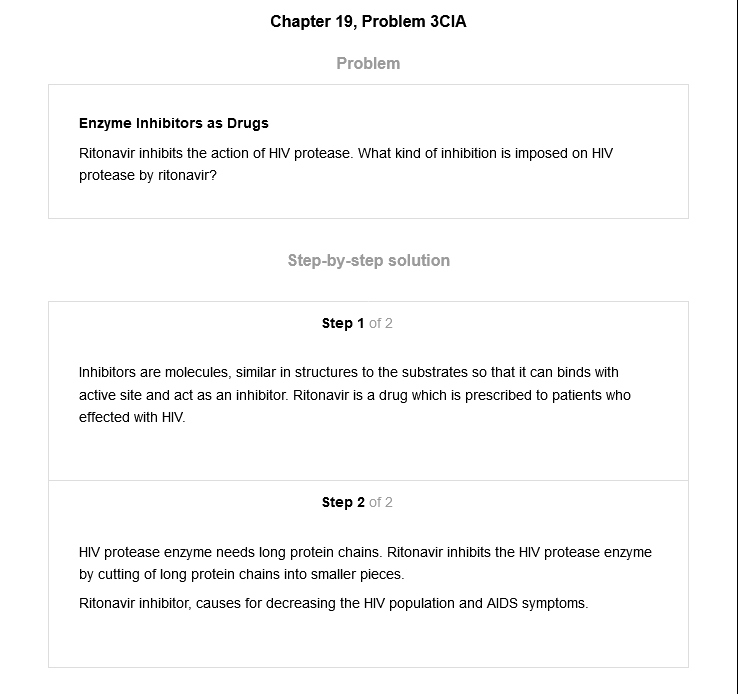 Chapter 19, Problem 3CIA
Problem
Enzyme Inhibitors as Drugs
Ritonavir inhibits the action of HIV protease. What kind of inhibition is imposed on HIV
protease by ritonavir?
Step-by-step solution
Step 1 of 2
Inhibitors are molecules, similar in structures to the substrates so that it can binds with
active site and act as an inhibitor. Ritonavir is a drug which is prescribed to patients who
effected with HIV.
Step 2 of 2
HIV protease enzyme needs long protein chains. Ritonavir inhibits the HIV protease enzyme
by cutting of long protein chains into smaller pieces.
Ritonavir inhibitor, causes for decreasing the HIV population and AIDS symptoms.